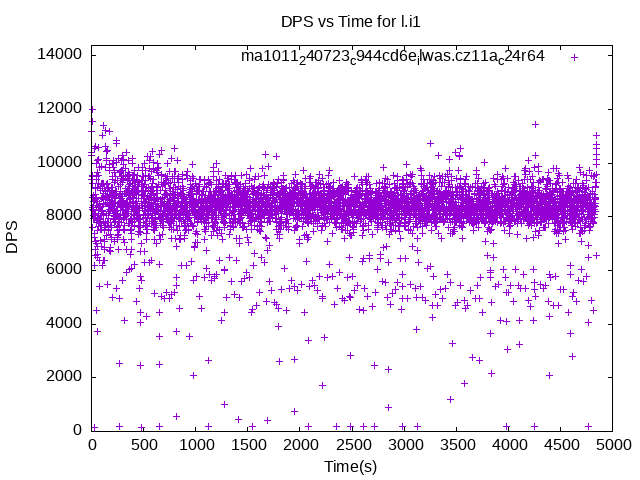 DPS vs Time for l.i1
ma1011_240723_c944cd6e_ilwas.cz11a_c24r64
14000
12000
10000
8000
6000
4000
2000
0
DPS
0 500 1000 1500 2000 2500 3000 3500 4000 4500 5000
Time(s)